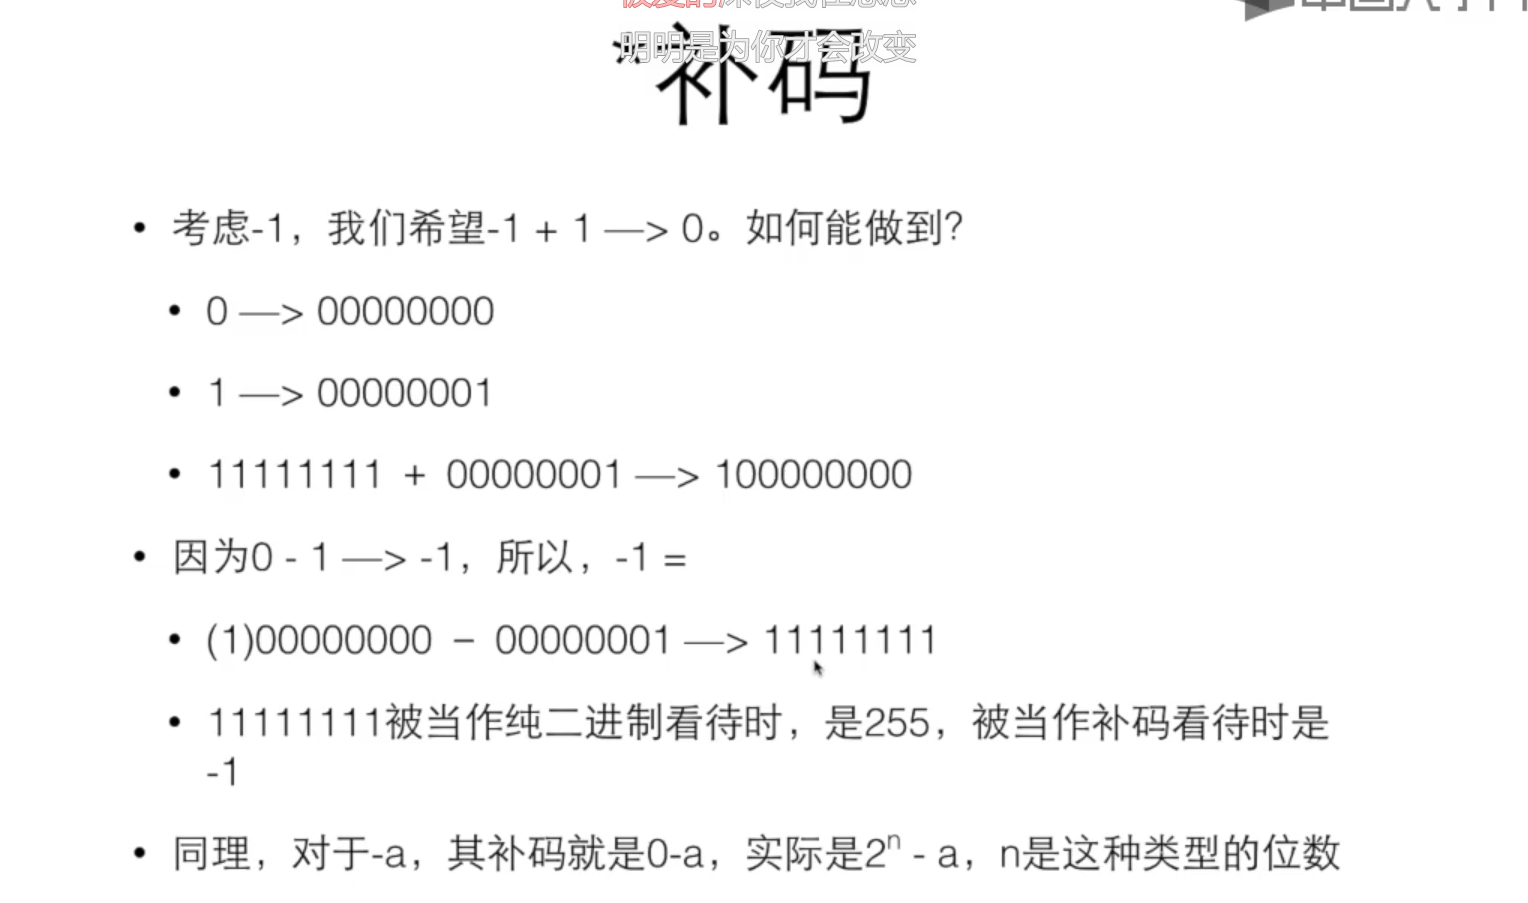 明明是为你才会改变
*补码
• 考虑-1，我们希望-1 + 1 —> 0。如何能做到？
• 0 —> 00000000
• 1 —> 00000001
• 11111111 + 00000001 —> 100000000
• 因为0 - 1 —> -1，所以，-1 =
• (1)00000000 – 00000001 —> 11111111
• 11111111被当作纯二进制看待时，是255，被当作补码看待时是
-1
• 同理，对于-a，其补码就是0-a，实际是2ⁿ - a，n是这种类型的位数